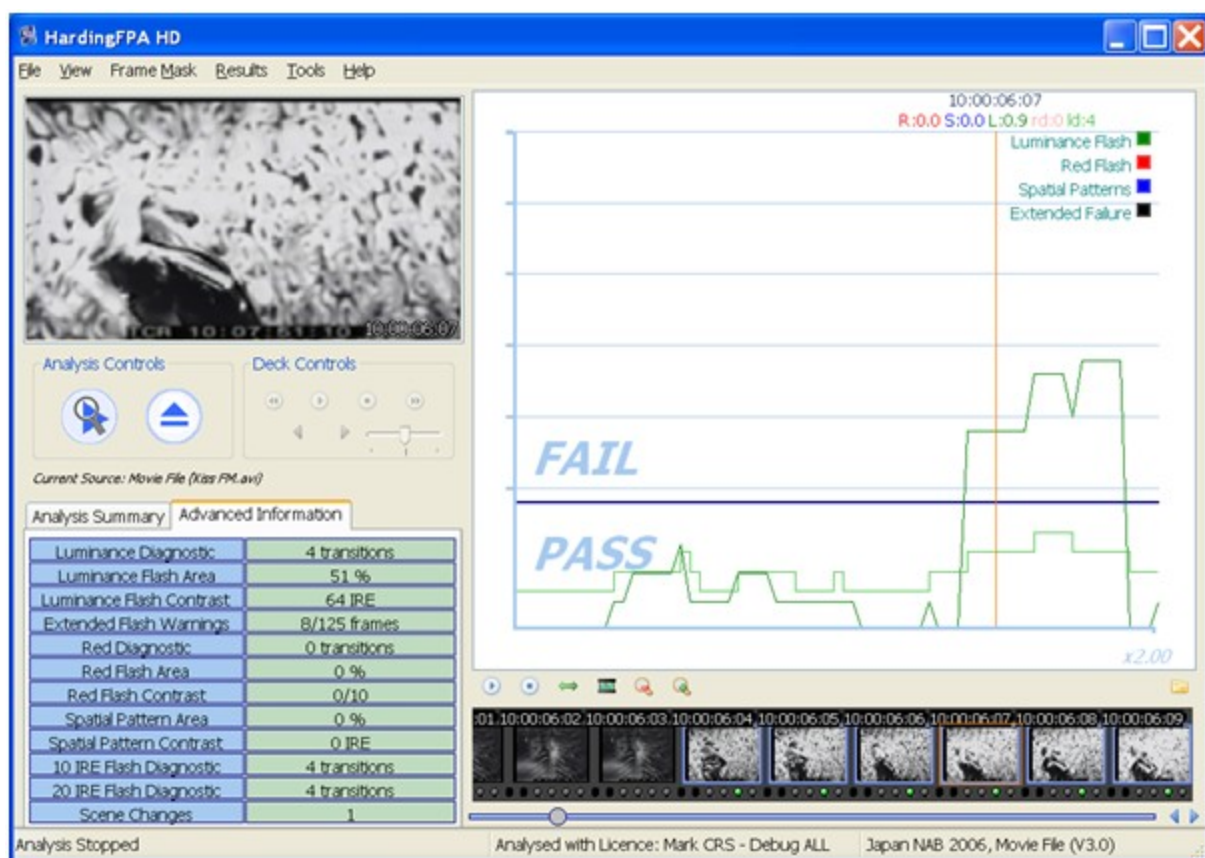 HardingFPA HD
File View Frame Mask Results Tools Help
TCR 10:07:51:10 10:00:06:07
Analysis Controls
Deck Controls
Current Source: Movie File (Kiss FM.avi)
Analysis Summary
Advanced Information
Luminance Diagnostic 4 transitions
Luminance Flash Area 51 %
Luminance Flash Contrast 64 IRE
Extended Flash Warnings 8/125 frames
Red Diagnostic 0 transitions
Red Flash Area 0 %
Red Flash Contrast 0/10
Spatial Pattern Area 0 %
Spatial Pattern Contrast 0 IRE
10 IRE Flash Diagnostic 4 transitions
20 IRE Flash Diagnostic 4 transitions
Scene Changes 1
10:00:06:07
R:0.0 S:0.0 L:0.9 rd:0 ld:4
Luminance Flash
Red Flash
Spatial Patterns
Extended Failure
FAIL
PASS
x2.00
:01 10:00:06:02 10:00:06:03 10:00:06:04 10:00:06:05 10:00:06:06 10:00:06:07 10:00:06:08 10:00:06:09
Analysis Stopped
Analysed with Licence: Mark CRS - Debug ALL
Japan NAB 2006, Movie File (V3.0)